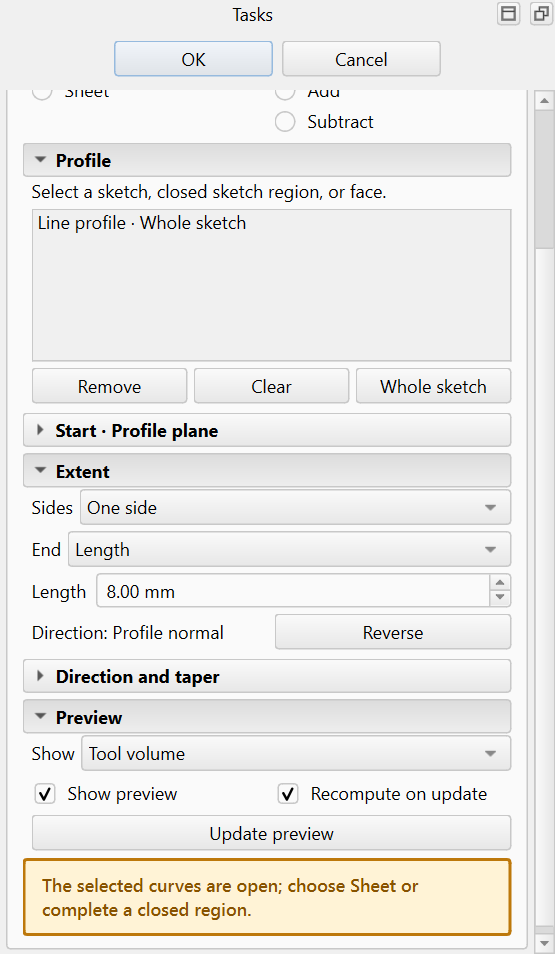 Tasks
OK
Cancel
Sheet
Add
Subtract
Profile
Select a sketch, closed sketch region, or face.
Line profile · Whole sketch
Remove
Clear
Whole sketch
Start · Profile plane
Extent
Sides One side
End Length
Length 8.00 mm
Direction: Profile normal
Reverse
Direction and taper
Preview
Show Tool volume
Show preview
Recompute on update
Update preview
The selected curves are open; choose Sheet or
complete a closed region.